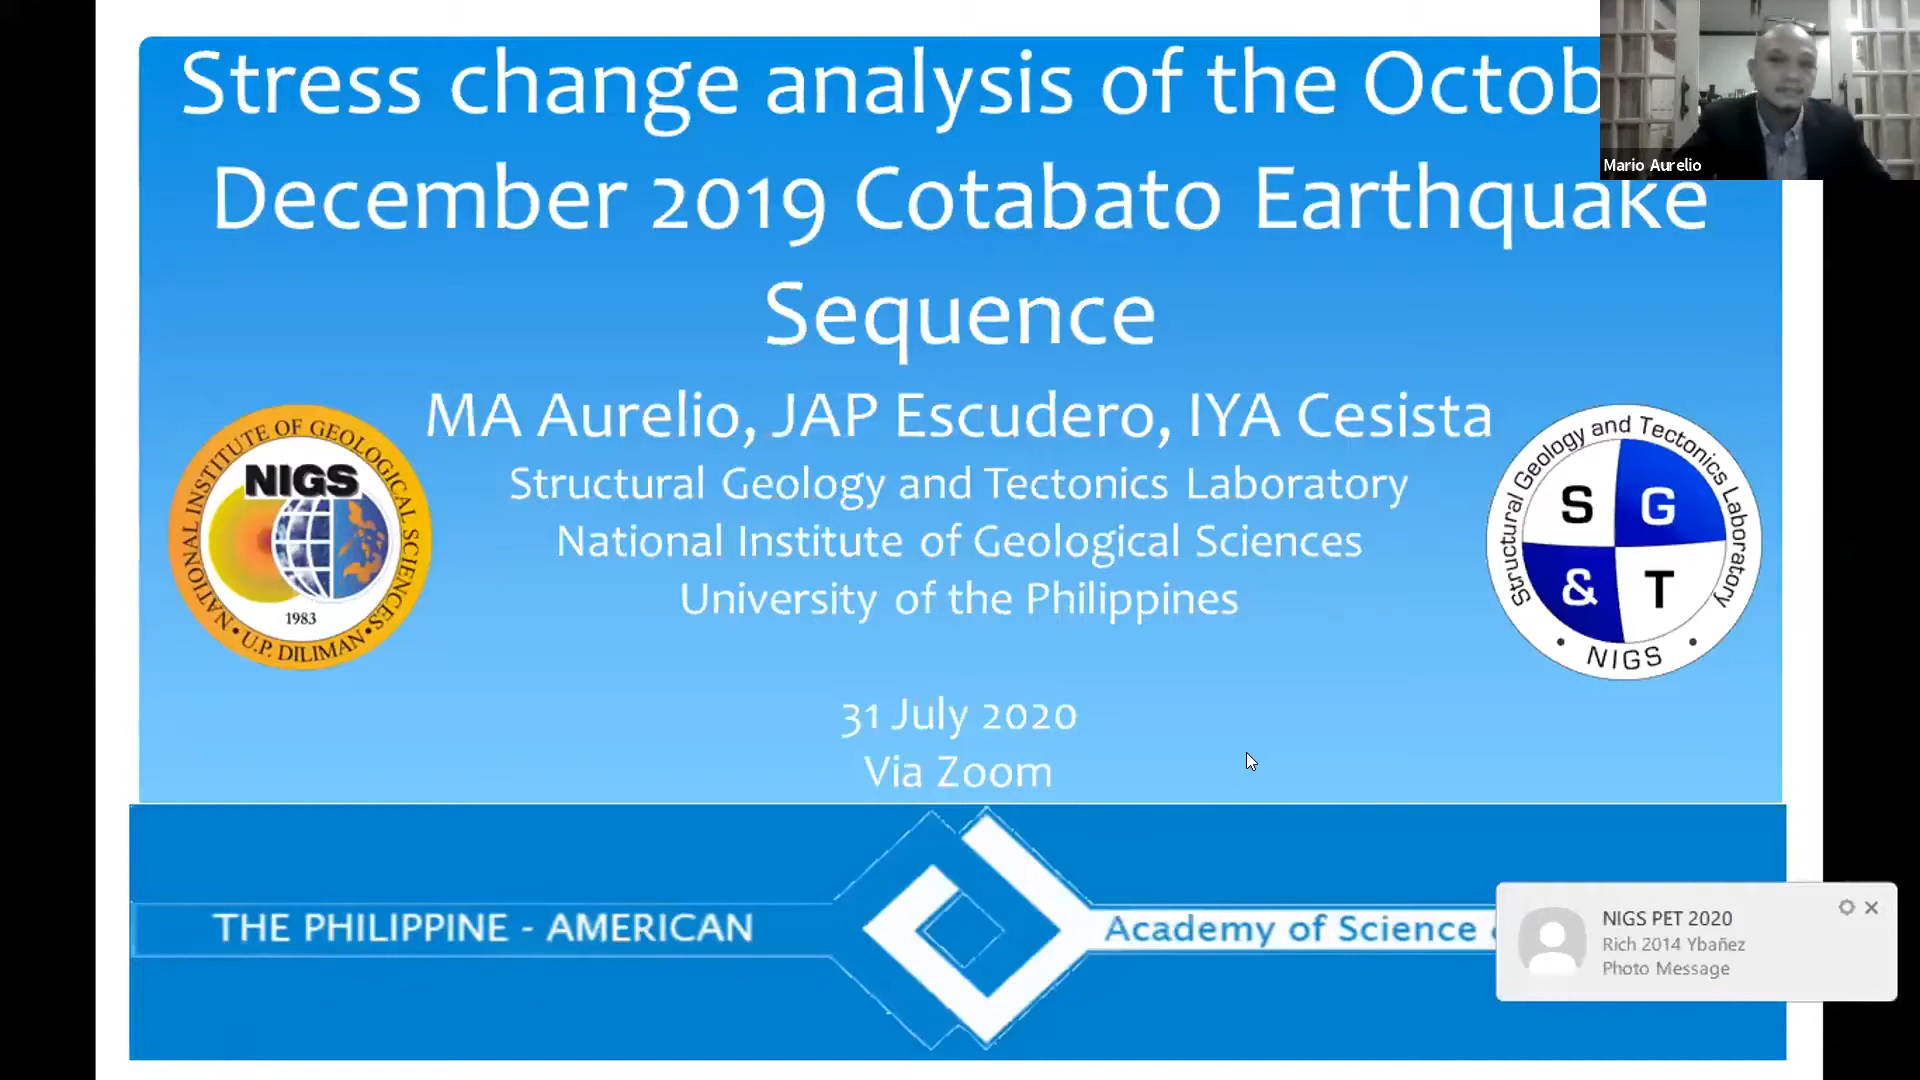 Stress change analysis of the Octob
December 2019 Cotabato Earthquake
Sequence
Mario Aurelio
MA Aurelio, JAP Escudero, IYA Cesista
Structural Geology and Tectonics Laboratory
National Institute of Geological Sciences
University of the Philippines
NATIONAL INSTITUTE OF GEOLOGICAL SCIENCES
NIGS
1983
• U.P. DILIMAN •
Structural Geology and Tectonics Laboratory
S G
& T
• NIGS •
31 July 2020
Via Zoom
THE PHILIPPINE - AMERICAN
Academy of Science
NIGS PET 2020
Rich 2014 Ybañez
Photo Message